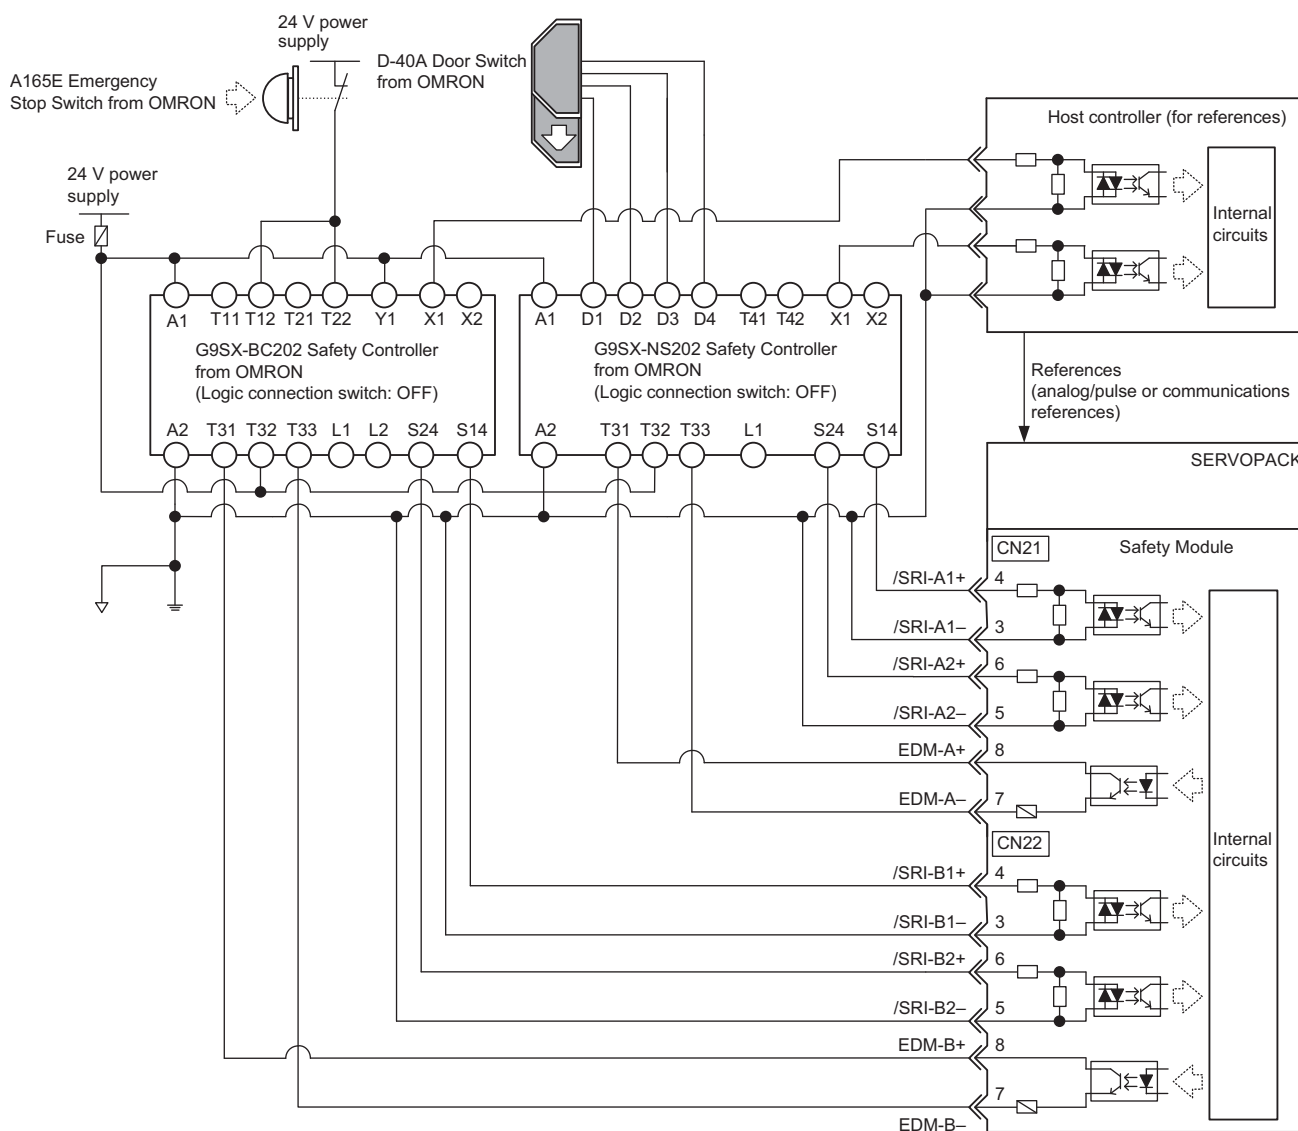 24 V power
supply
A165E Emergency
Stop Switch from OMRON
D-40A Door Switch
from OMRON
Host controller (for references)
Internal
circuits
24 V power
supply
Fuse
A1 T11 T12 T21 T22 Y1 X1 X2
G9SX-BC202 Safety Controller
from OMRON
(Logic connection switch: OFF)
A2 T31 T32 T33 L1 L2 S24 S14
A1 D1 D2 D3 D4 T41 T42 X1 X2
G9SX-NS202 Safety Controller
from OMRON
(Logic connection switch: OFF)
A2 T31 T32 T33 L1 S24 S14
References
(analog/pulse or communications
references)
SERVOPACK
CN21
Safety Module
/SRI-A1+ 4
/SRI-A1– 3
/SRI-A2+ 6
/SRI-A2– 5
EDM-A+ 8
EDM-A– 7
Internal
circuits
CN22
/SRI-B1+ 4
/SRI-B1– 3
/SRI-B2+ 6
/SRI-B2– 5
EDM-B+ 8
7
EDM-B–